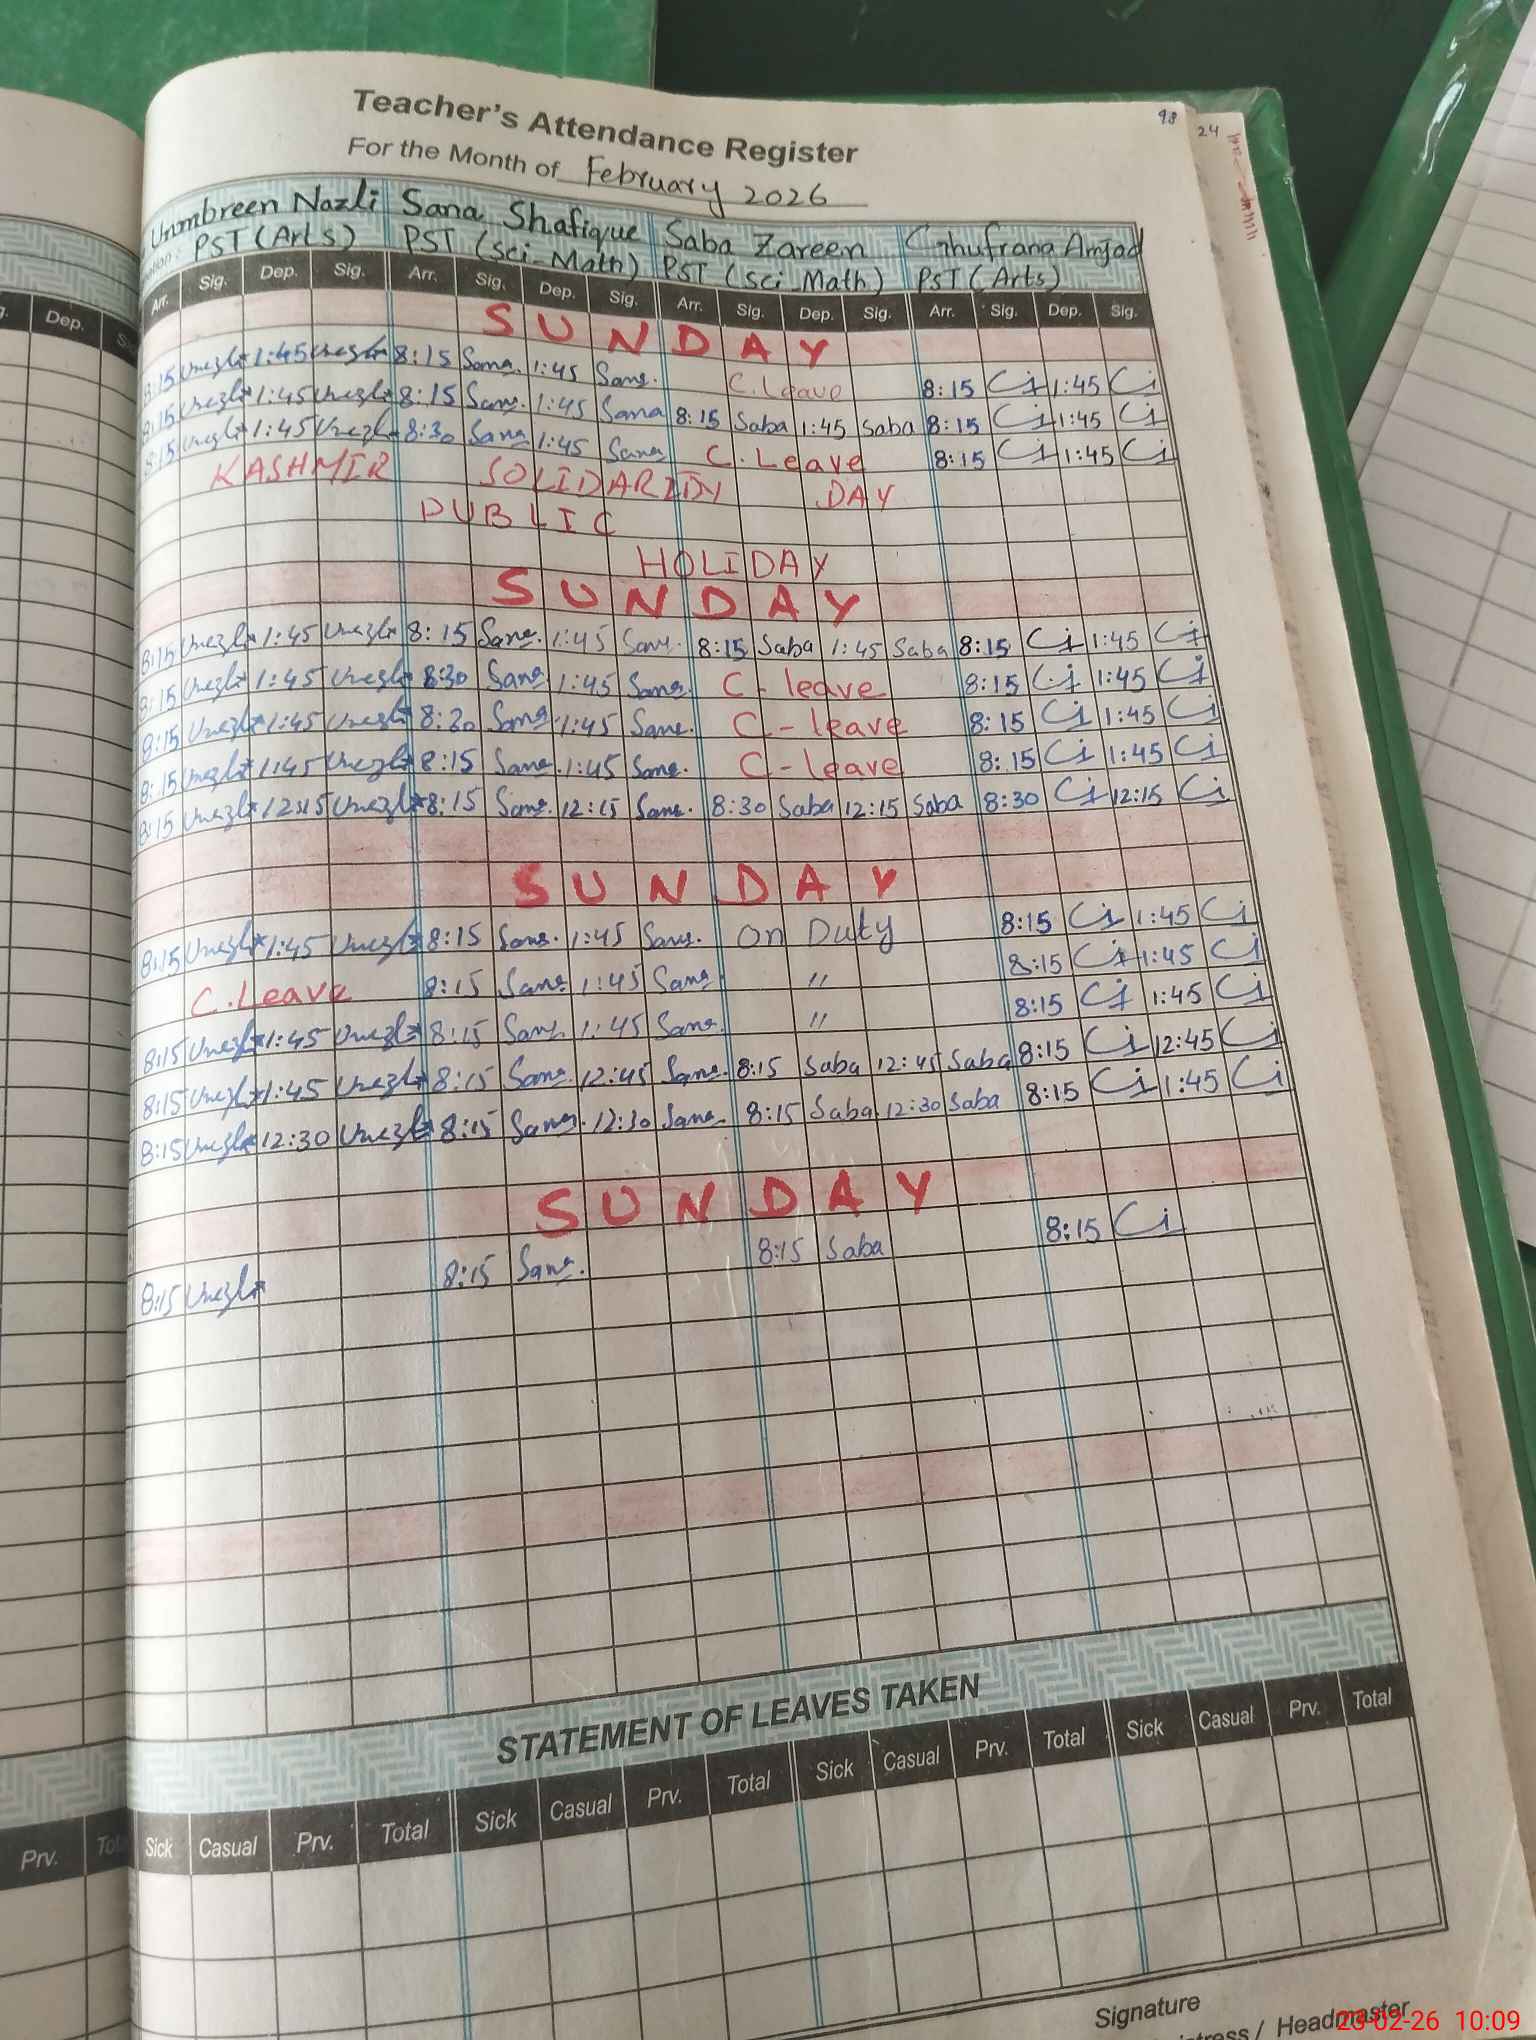 98
24
Teacher's Attendance Register
For the Month of February 2026
Ummbreen Nazli Sana Shafique Saba Zareen Ghufrana Amjad
PST (Arts) PST (Sci-Math) PST (Sci-Math) PST (Arts)
Arr. Sig. Dep. Sig. Arr. Sig. Dep. Sig. Arr. Sig. Dep. Sig. Arr. Sig. Dep. Sig.
SUNDAY
8:15 1:45 8:15 Sana 1:45 Sana C.Leave 8:15 1:45
8:15 1:45 8:15 Sana 1:45 Sana 8:15 Saba 1:45 Saba 8:15 1:45
8:15 1:45 8:30 Sana 1:45 Sana C.Leave 8:15 1:45
KASHMIR SOLIDARITY DAY
PUBLIC
HOLIDAY
SUNDAY
8:15 1:45 8:15 Sana 1:45 Sana 8:15 Saba 1:45 Saba 8:15 1:45
8:15 1:45 8:30 Sana 1:45 Sana C-leave 8:15 1:45
8:15 1:45 8:30 Sana 1:45 Sana C-leave 8:15 1:45
8:15 1:45 8:15 Sana 1:45 Sana C-leave 8:15 1:45
8:15 12:15 8:15 Sana 12:15 Sana 8:30 Saba 12:15 Saba 8:30 12:15
SUNDAY
8:15 1:45 8:15 Sana 1:45 Sana On Duty 8:15 1:45
C.Leave 8:15 Sana 1:45 Sana " 8:15 1:45
8:15 1:45 8:15 Sana 1:45 Sana " 8:15 1:45
8:15 1:45 8:15 Sana 12:45 Sana 8:15 Saba 12:45 Saba 8:15 12:45
8:15 12:30 8:15 Sana 12:30 Sana 8:15 Saba 12:30 Saba 8:15 1:45
SUNDAY
8:15 8:15 Sana 8:15 Saba 8:15
STATEMENT OF LEAVES TAKEN
Sick Casual Prv. Total Sick Casual Prv. Total Sick Casual Prv. Total Sick Casual Prv. Total
Signature
Headmaster
23-02-26 10:09
Dep.
Prv.